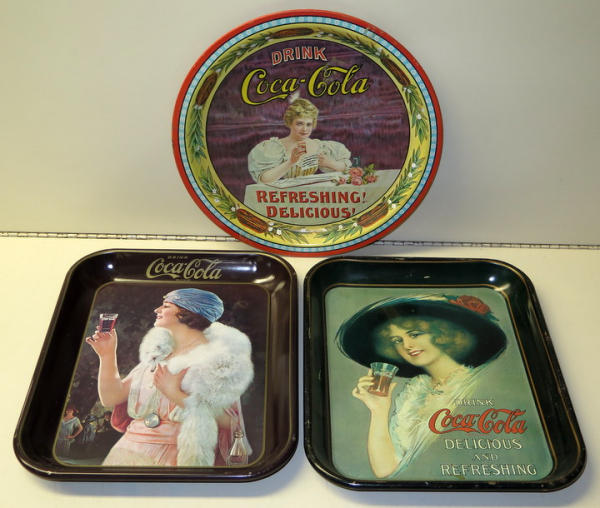 DRINK
Coca-Cola
REFRESHING!
DELICIOUS!
DRINK
Coca-Cola
DRINK
Coca-Cola
DELICIOUS
AND
REFRESHING